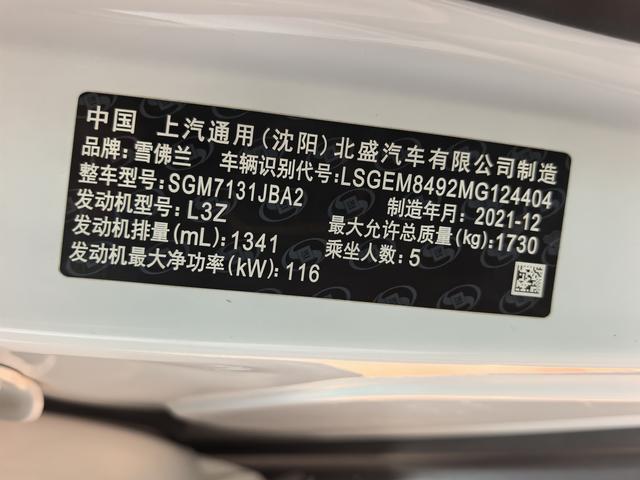 中国 上汽通用(沈阳)北盛汽车有限公司制造
品牌:雪佛兰 车辆识别代号:LSGEM8492MG124404
整车型号:SGM7131JBA2 制造年月:2021-12
发动机型号:L3Z 最大允许总质量(kg):1730
发动机排量(mL):1341 乘坐人数:5
发动机最大净功率(kW):116